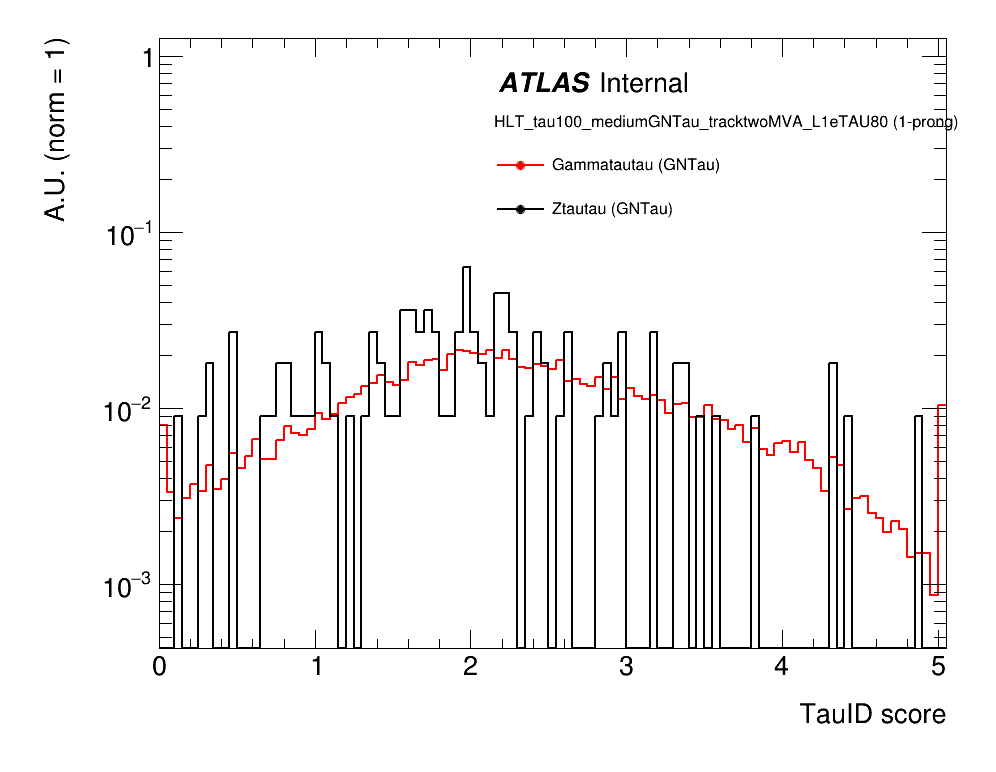 A.U. (norm = 1)
ATLAS Internal
HLT_tau100_mediumGNTau_tracktwoMVA_L1eTAU80 (1-prong)
Gammatautau (GNTau)
Ztautau (GNTau)
1
10⁻¹
10⁻²
10⁻³
0 1 2 3 4 5
TauID score